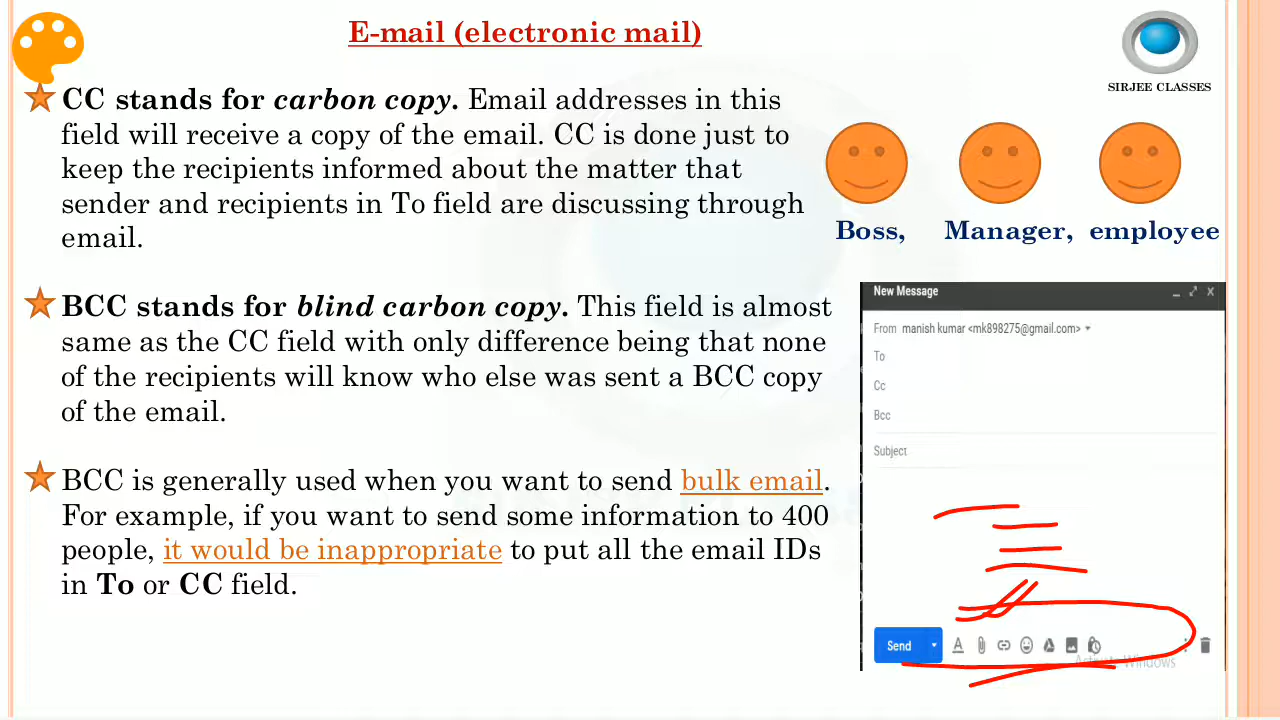 E-mail (electronic mail)
SIRJEE CLASSES
CC stands for carbon copy. Email addresses in this
field will receive a copy of the email. CC is done just to
keep the recipients informed about the matter that
sender and recipients in To field are discussing through
email.
Boss, Manager, employee
BCC stands for blind carbon copy. This field is almost
same as the CC field with only difference being that none
of the recipients will know who else was sent a BCC copy
of the email.
BCC is generally used when you want to send bulk email.
For example, if you want to send some information to 400
people, it would be inappropriate to put all the email IDs
in To or CC field.
New Message
From manish kumar <mk898275@gmail.com>
To
Cc
Bcc
Subject
Send
Activate Windows